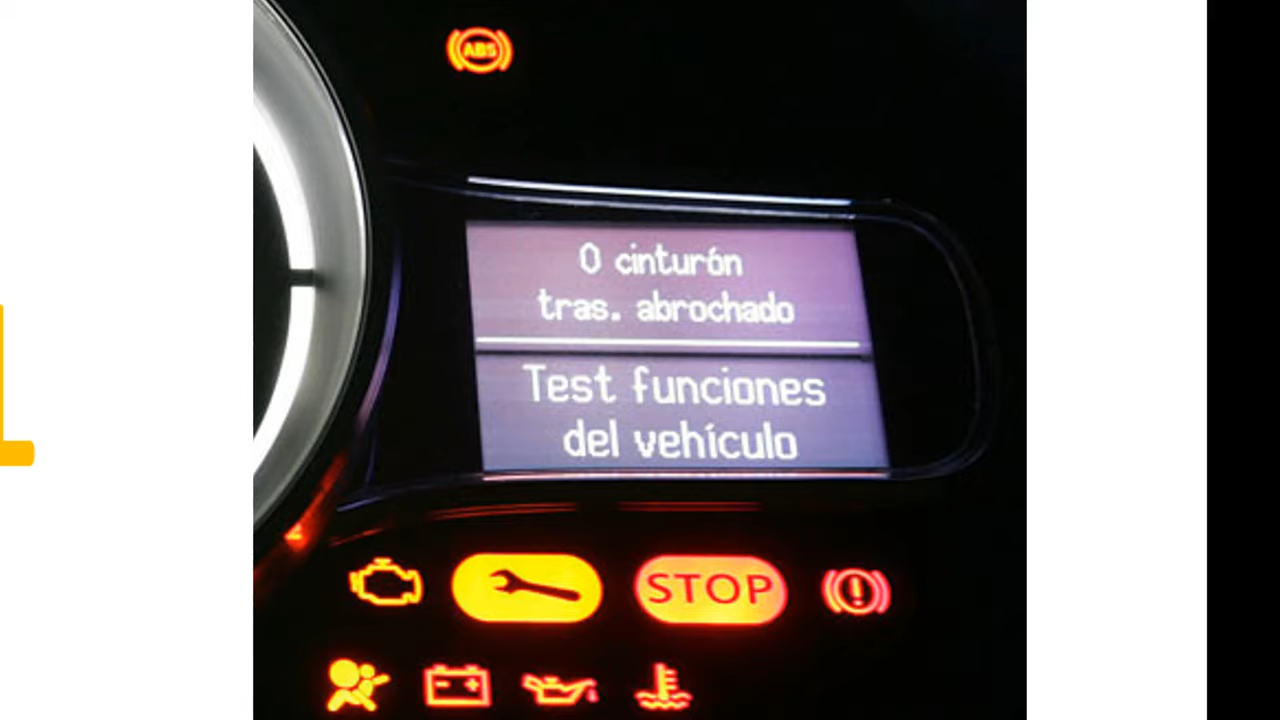 ABS
0 cinturón
tras. abrochado
Test funciones
del vehículo
STOP